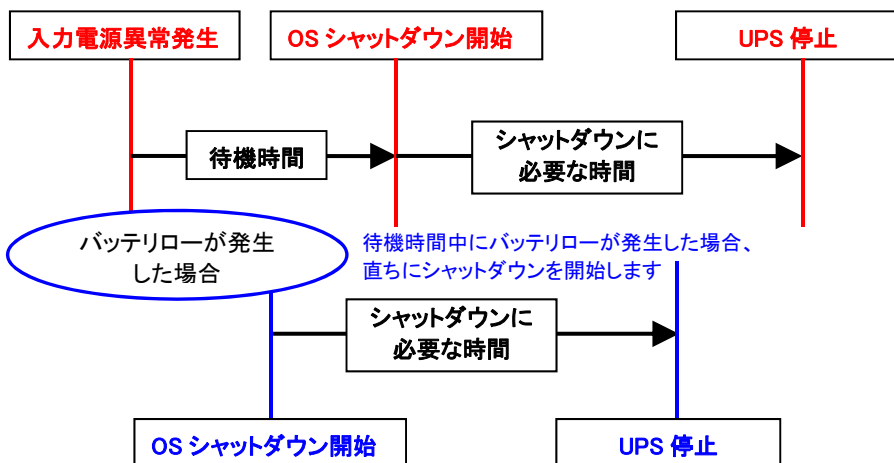 入力電源異常発生
OS シャットダウン開始
UPS 停止
待機時間
シャットダウンに
必要な時間
バッテリローが発生
した場合
待機時間中にバッテリローが発生した場合、
直ちにシャットダウンを開始します
シャットダウンに
必要な時間
OS シャットダウン開始
UPS 停止